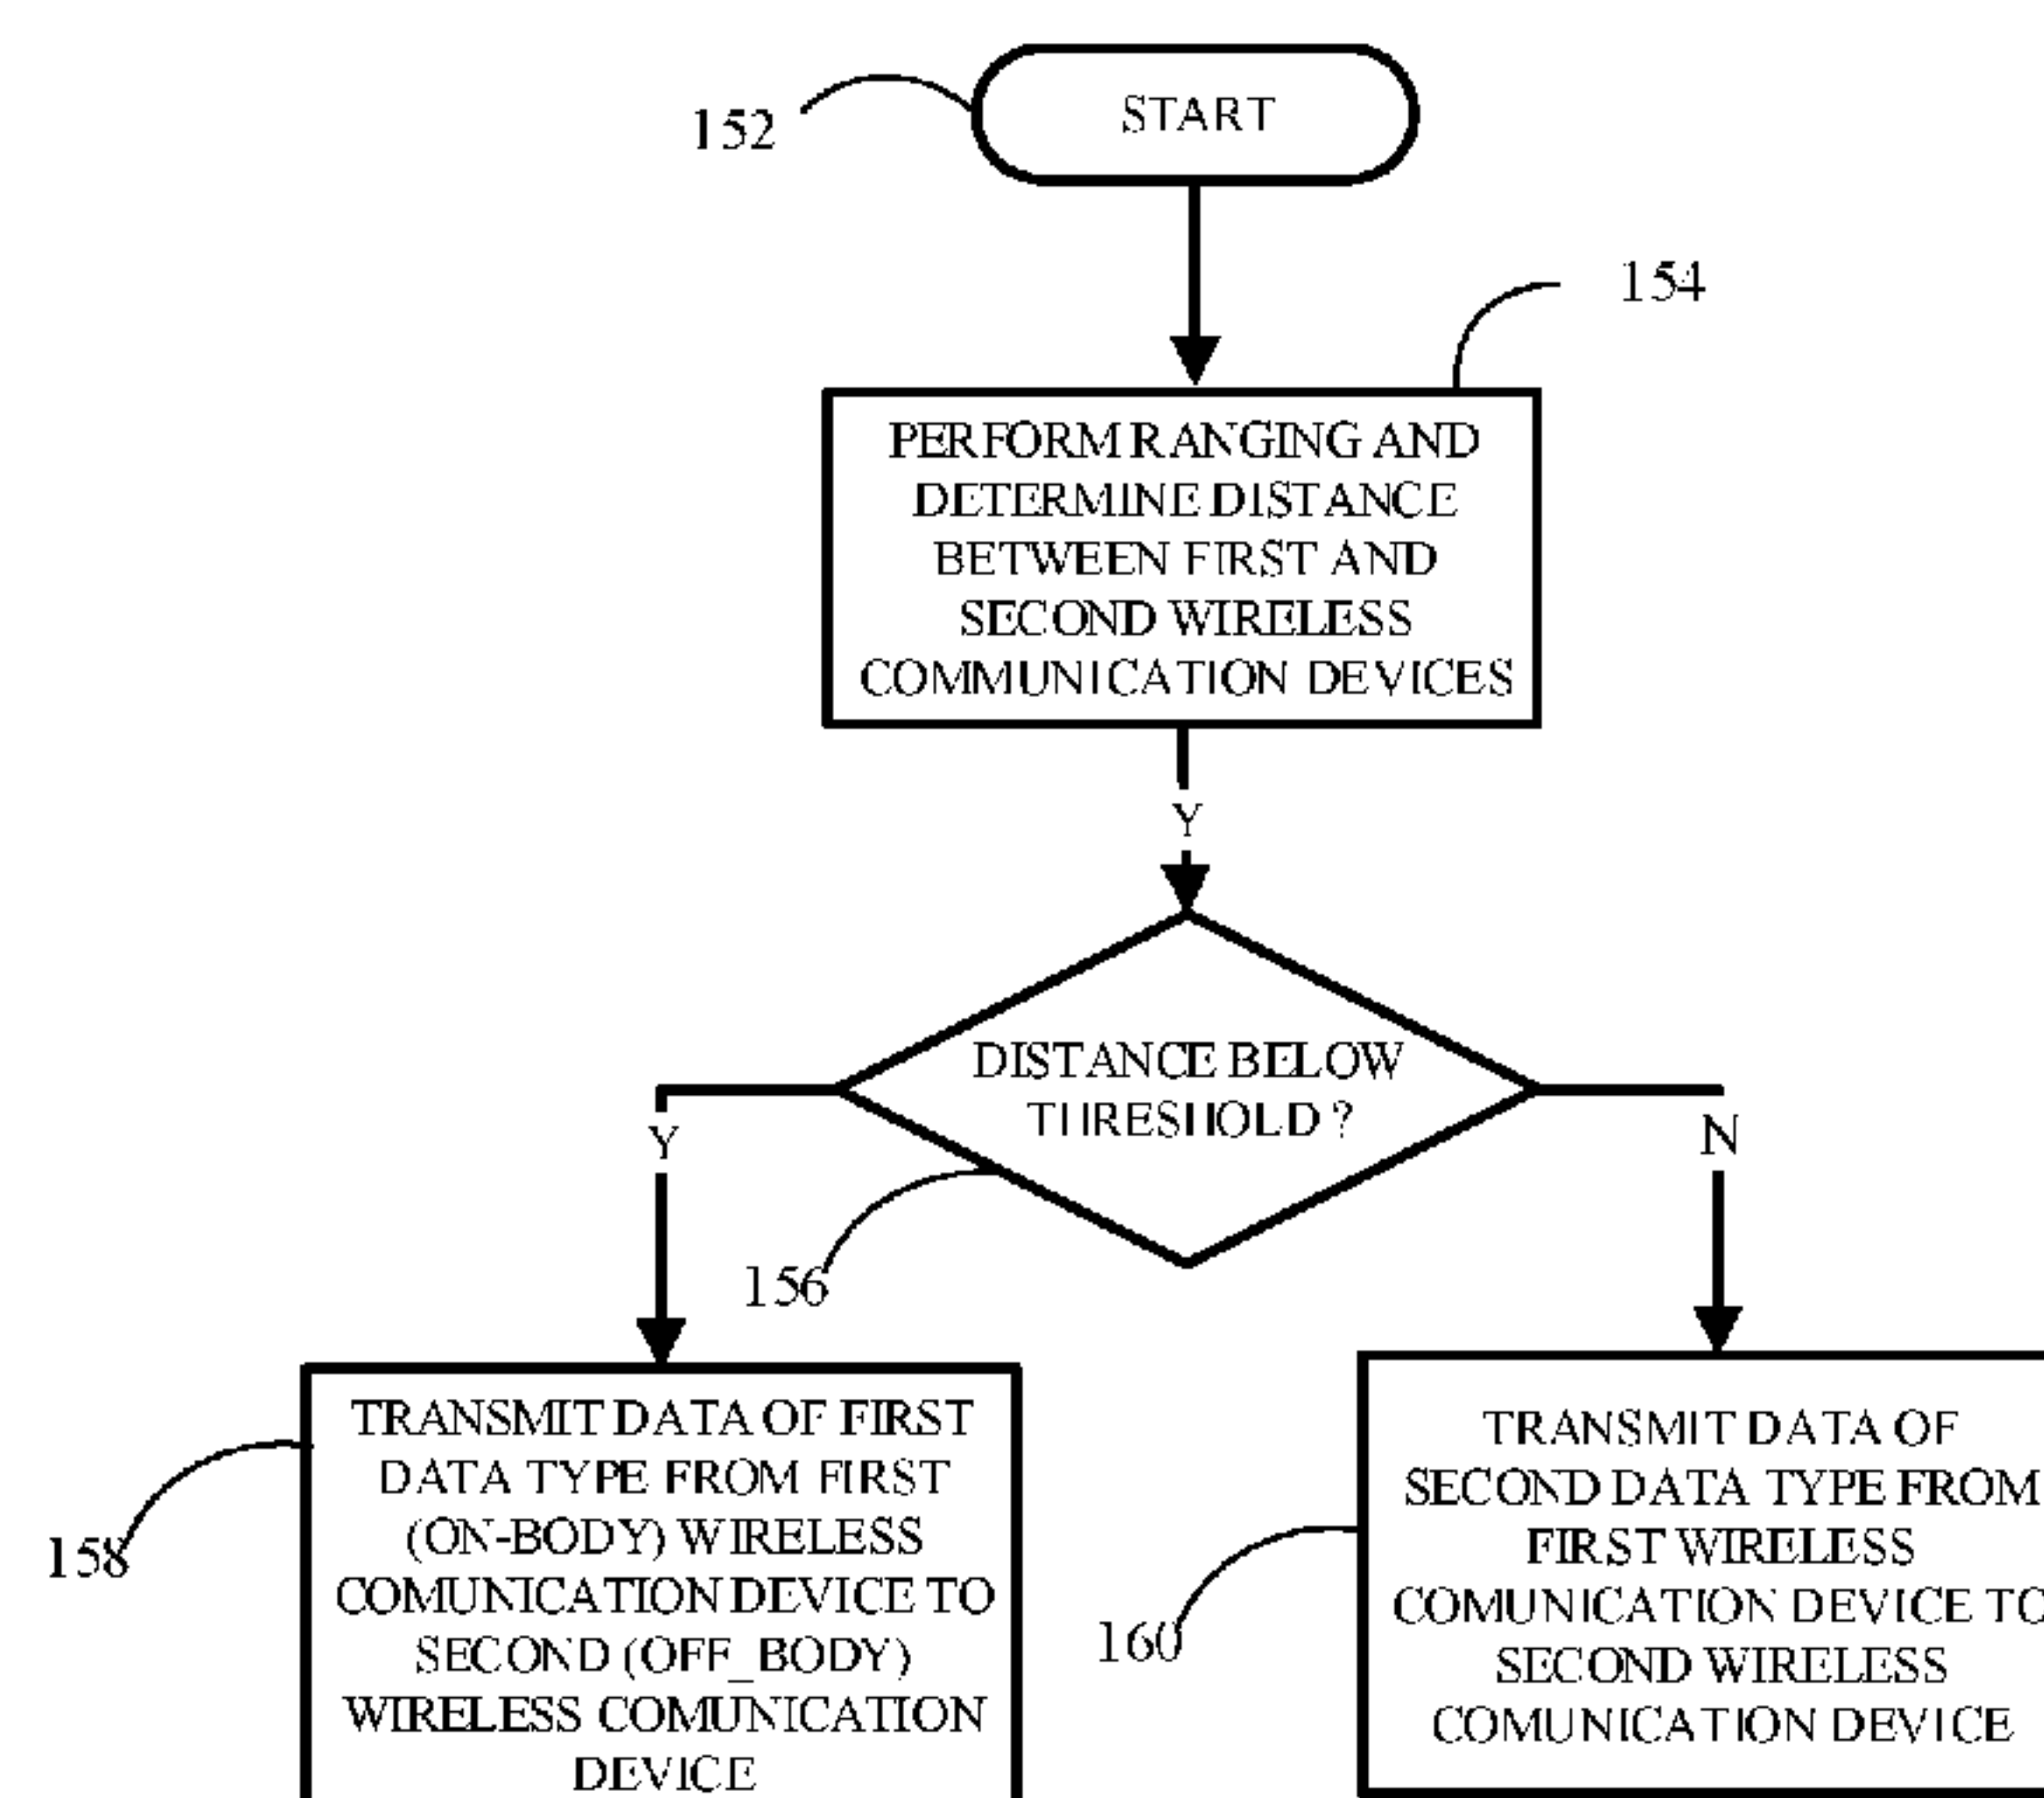 START
152
154
PERFORM RANGING AND
DETERMINE DISTANCE
BETWEEN FIRST AND
SECOND WIRELESS
COMMUNICATION DEVICES
Y
DISTANCE BELOW
THRESHOLD ?
Y
N
156
TRANSMIT DATA OF FIRST
DATA TYPE FROM FIRST
(ON-BODY) WIRELESS
COMUNICATION DEVICE TO
SECOND (OFF_BODY)
WIRELESS COMUNICATION
DEVICE
158
TRANSMIT DATA OF
SECOND DATA TYPE FROM
FIRST WIRELESS
COMUNICATION DEVICE TO
SECOND WIRELESS
COMUNICATION DEVICE
160